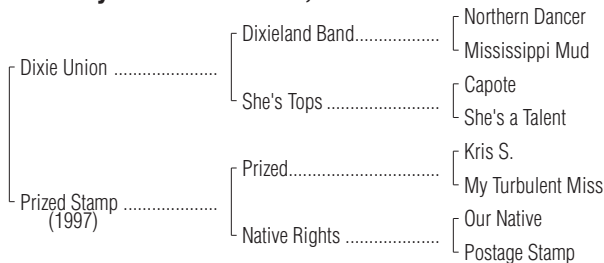 Northern Dancer
Dixieland Band..................
Mississippi Mud
Dixie Union ......................
Capote
She's Tops ........................
She's a Talent
Kris S.
Prized................................
My Turbulent Miss
Prized Stamp ....................
(1997)
Our Native
Native Rights ....................
Postage Stamp